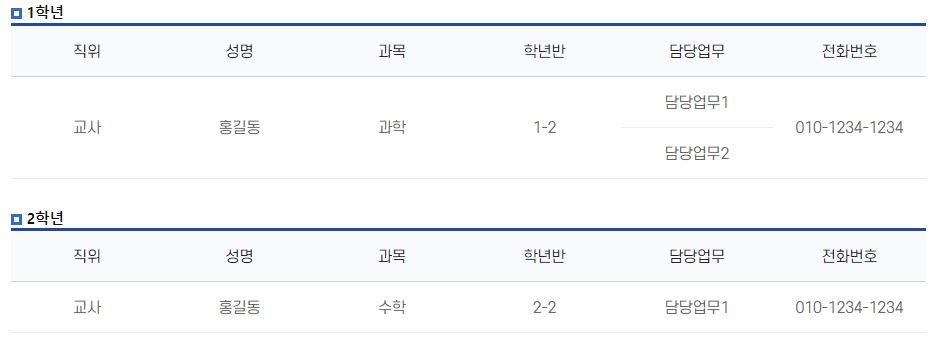 1학년
직위 성명 과목 학년반 담당업무 전화번호
담당업무1
교사 홍길동 과학 1-2 010-1234-1234
담당업무2
2학년
직위 성명 과목 학년반 담당업무 전화번호
교사 홍길동 수학 2-2 담당업무1 010-1234-1234